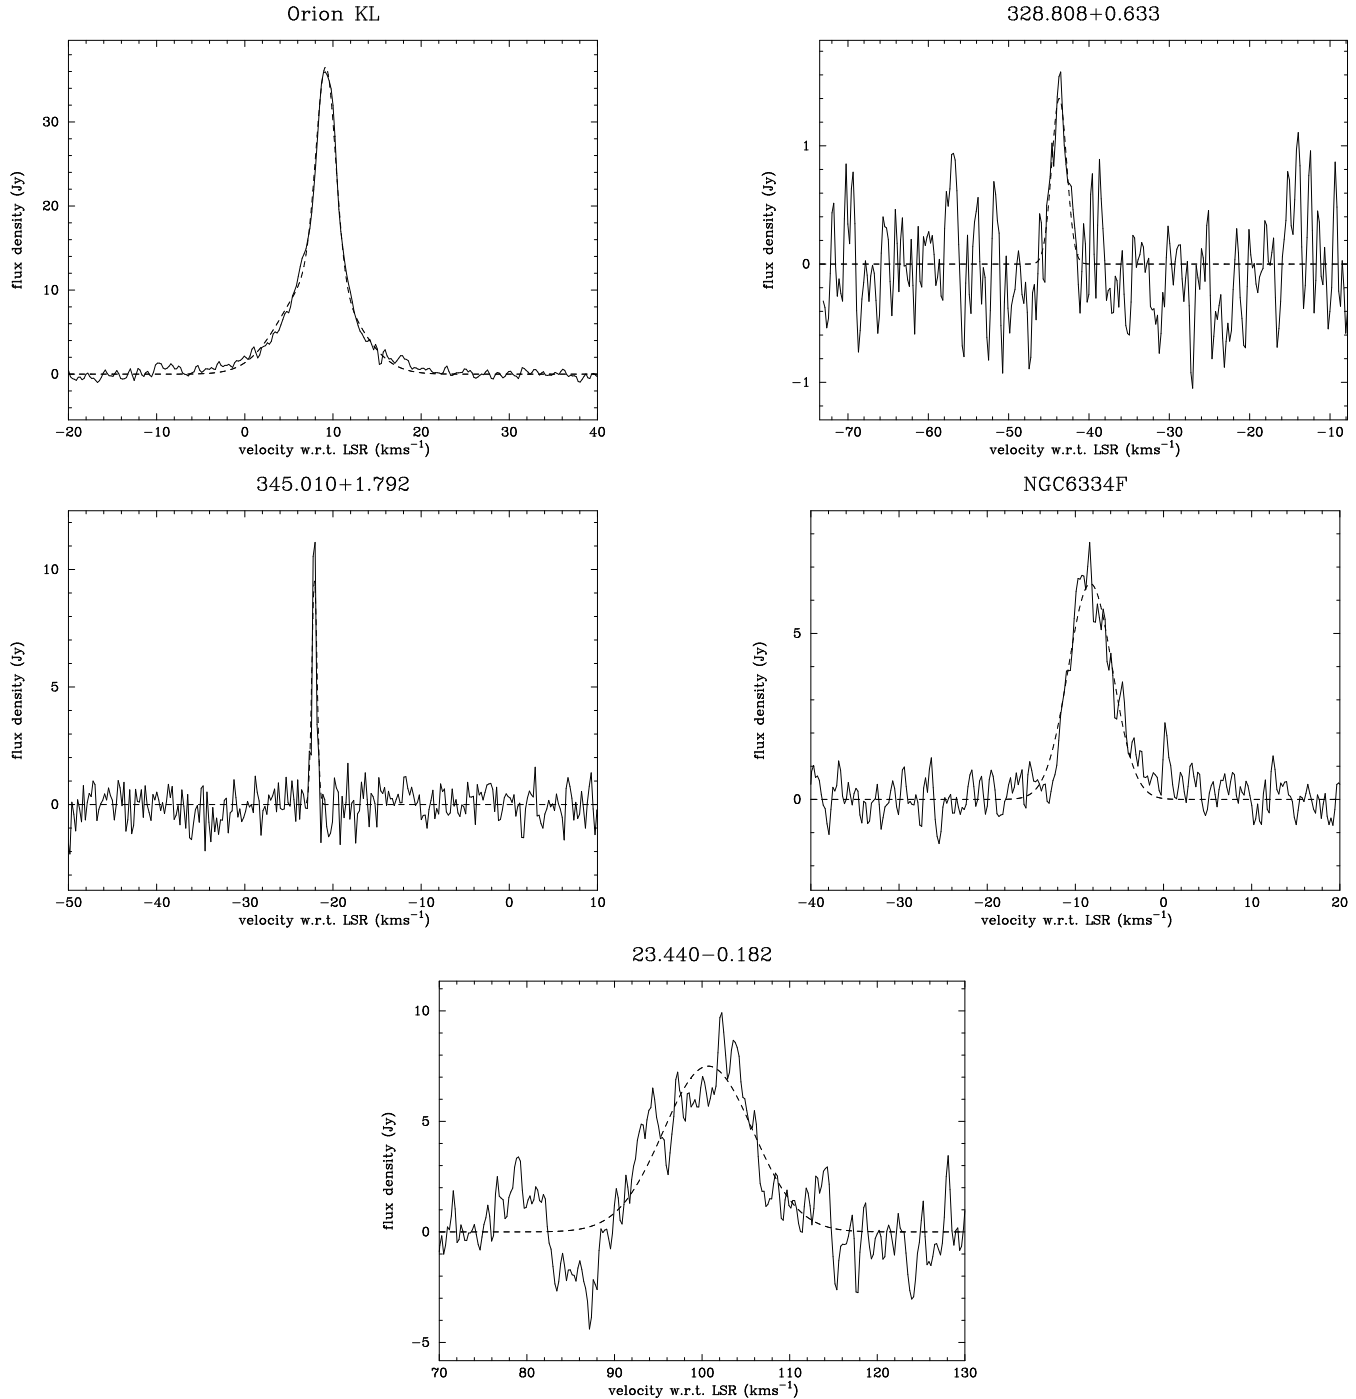 Orion KL
328.808+0.633
30
20
10
0
flux density (Jy)
−20 −10 0 10 20 30 40
velocity w.r.t. LSR (kms⁻¹)
1
0
−1
flux density (Jy)
−70 −60 −50 −40 −30 −20 −10
velocity w.r.t. LSR (kms⁻¹)
345.010+1.792
NGC6334F
10
5
0
flux density (Jy)
−50 −40 −30 −20 −10 0 10
velocity w.r.t. LSR (kms⁻¹)
5
0
flux density (Jy)
−40 −30 −20 −10 0 10 20
velocity w.r.t. LSR (kms⁻¹)
23.440−0.182
10
5
0
−5
flux density (Jy)
70 80 90 100 110 120 130
velocity w.r.t. LSR (kms⁻¹)